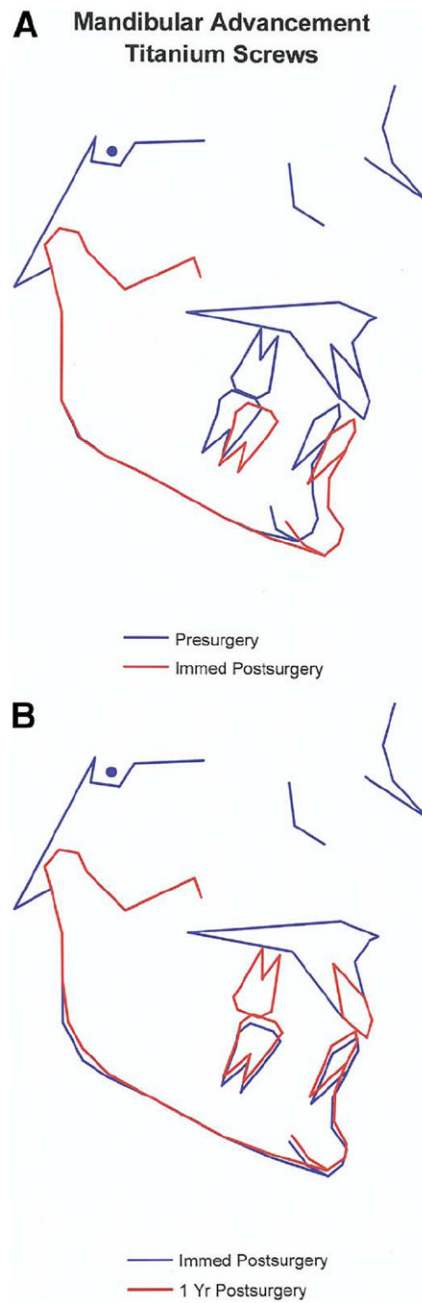 A
Mandibular Advancement
Titanium Screws
Presurgery
Immed Postsurgery
B
Immed Postsurgery
1 Yr Postsurgery